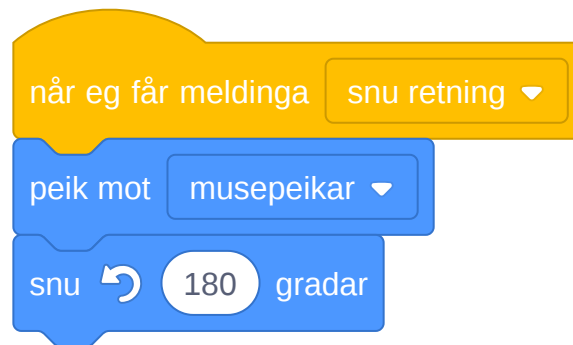 når eg får meldinga snu retning
peik mot musepeikar
snu 180 gradar